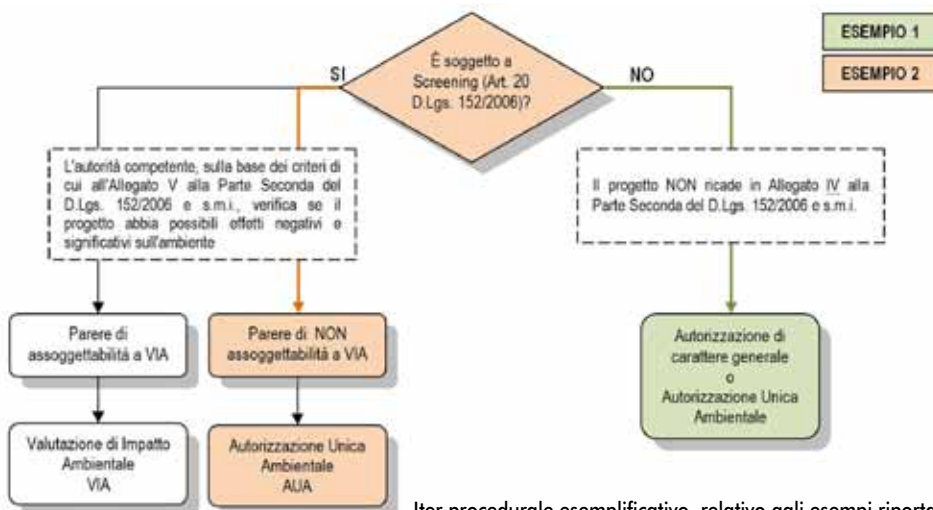 ESEMPIO 1
ESEMPIO 2
È soggetto a
Screening (Art. 20
D.Lgs. 152/2006)?
SI
NO
L'autorità competente, sulla base dei criteri di
cui all'Allegato V alla Parte Seconda del
D.Lgs. 152/2006 e s.m.i., verifica se il
progetto abbia possibili effetti negativi e
significativi sull'ambiente
Il progetto NON ricade in Allegato IV alla
Parte Seconda del D.Lgs. 152/2006 e s.m.i.
Parere di
assoggettabilità a VIA
Parere di NON
assoggettabilità a VIA
Autorizzazione di
carattere generale
o
Autorizzazione Unica
Ambientale
Valutazione di Impatto
Ambientale
VIA
Autorizzazione Unica
Ambientale
AUA
Iter procedurale esemplificativo, relativo agli esempi